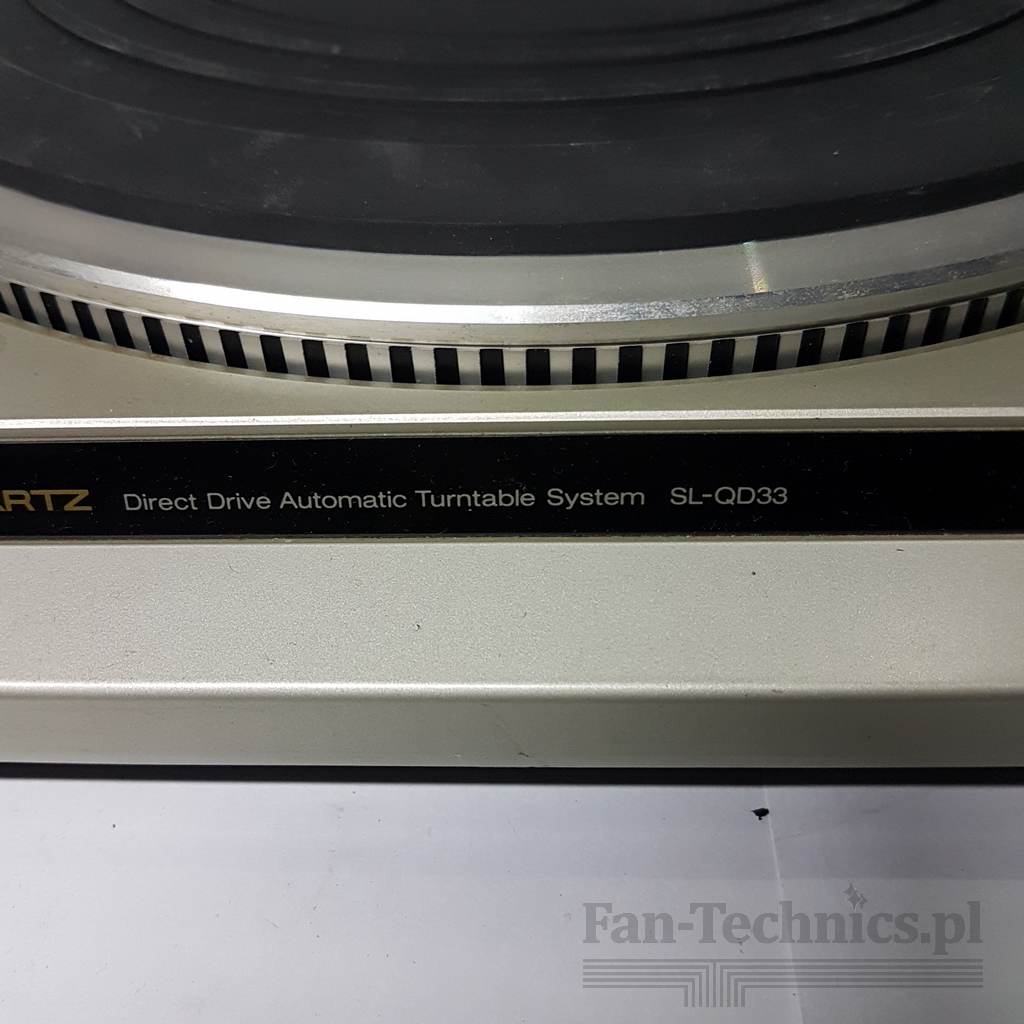 ARTZ Direct Drive Automatic Turntable System SL-QD33
Fan-Technics.pl